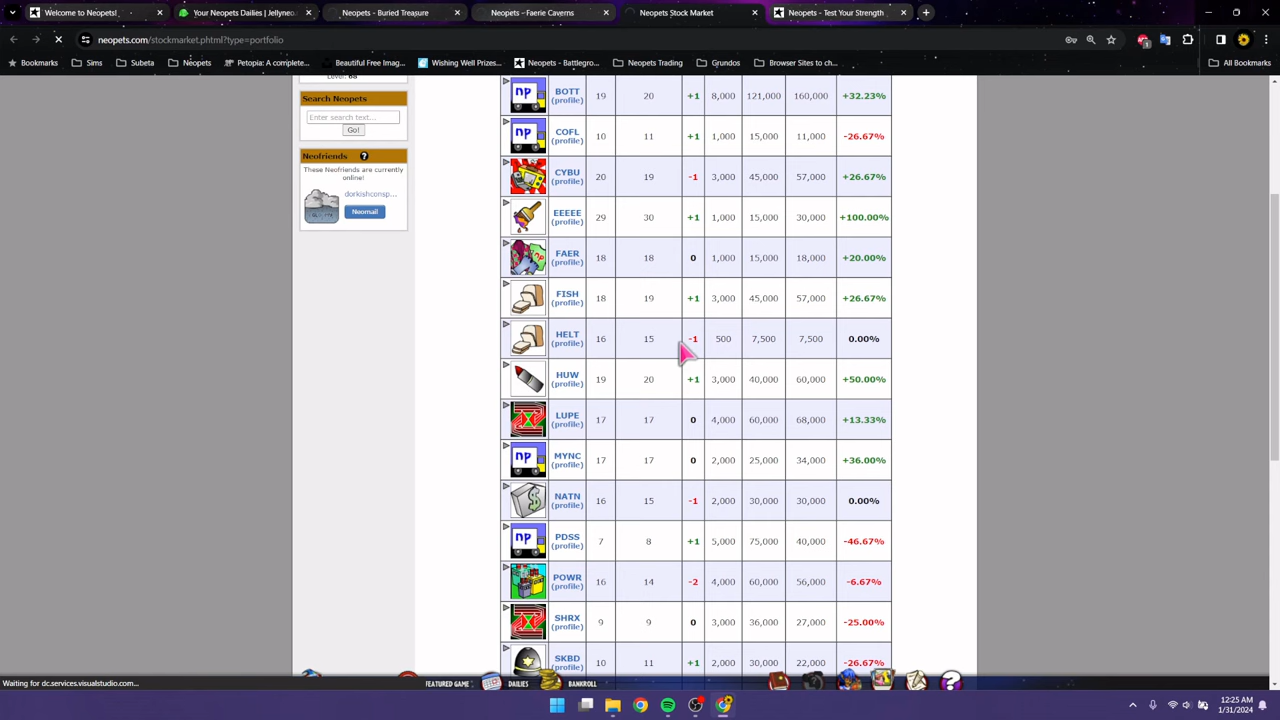 Welcome to Neopets!
Your Neopets Dailies | Jellyneo
Neopets - Buried Treasure
Neopets - Faerie Caverns
Neopets Stock Market
Neopets - Test Your Strength
neopets.com/stockmarket.phtml?type=portfolio
Bookmarks
Sims
Subeta
Neopets
Petopia: A complete...
Beautiful Free Imag...
Wishing Well Prizes...
Neopets - Battlegro...
Neopets Trading
Grundos
Browser Sites to ch...
All Bookmarks
Level: 68
Search Neopets
Enter search text...
Go!
Neofriends ?
These Neofriends are currently
online!
dorkishconsp...
Neomail
BOTT (profile) 19 20 +1 8,000 121,000 160,000 +32.23%
COFL (profile) 10 11 +1 1,000 15,000 11,000 -26.67%
CYBU (profile) 20 19 -1 3,000 45,000 57,000 +26.67%
EEEEE (profile) 30 +1 1,000 15,000 30,000 +100.00%
FAER (profile) 18 18 0 1,000 15,000 18,000 +20.00%
FISH (profile) 18 19 +1 3,000 45,000 57,000 +26.67%
HELT (profile) 16 15 -1 500 7,500 7,500 0.00%
HUW (profile) 19 20 +1 3,000 40,000 60,000 +50.00%
LUPE (profile) 17 17 0 4,000 60,000 68,000 +13.33%
MYNC (profile) 17 17 0 2,000 25,000 34,000 +36.00%
NATN (profile) 16 15 -1 2,000 30,000 30,000 0.00%
PDSS (profile) 7 8 +1 5,000 75,000 40,000 -46.67%
POWR (profile) 16 14 -2 4,000 60,000 56,000 -6.67%
SHRX (profile) 9 9 0 3,000 36,000 27,000 -25.00%
SKBD (profile) 10 11 +1 2,000 30,000 22,000 -26.67%
Waiting for dc.services.visualstudio.com...
FEATURED GAME
DAILIES
BANKROLL
12:25 AM
1/31/2024